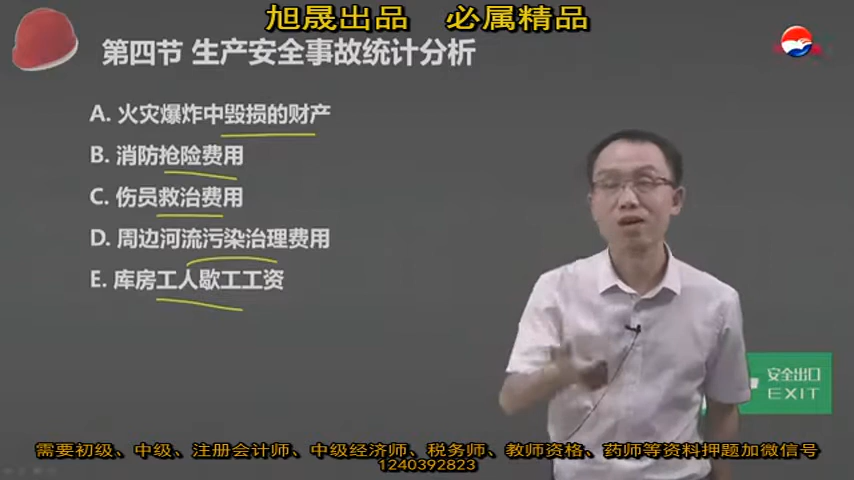 旭晟出品 必属精品
第四节 生产安全事故统计分析
A. 火灾爆炸中毁损的财产
B. 消防抢险费用
C. 伤员救治费用
D. 周边河流污染治理费用
E. 库房工人歇工工资
安全出口
EXIT
需要初级、中级、注册会计师、中级经济师、税务师、教师资格、药师等资料押题加微信号
1240392823